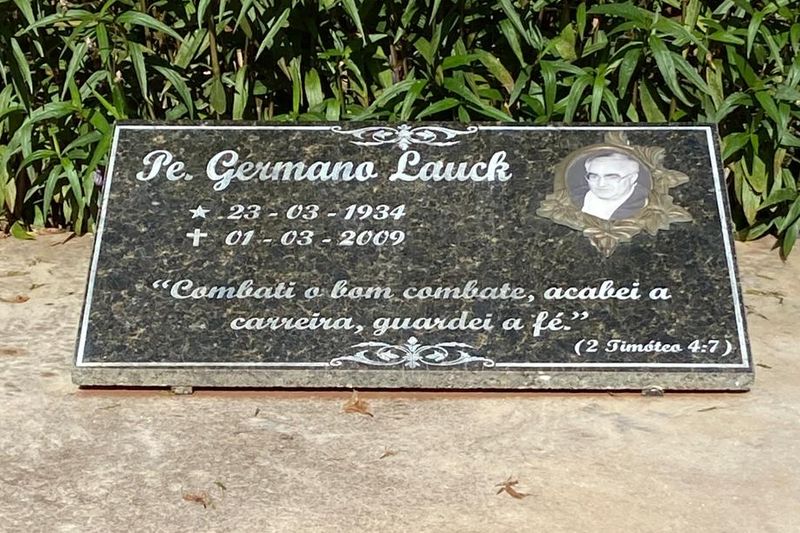 Pe. Germano Lauck
23 - 03 - 1934
01 - 03 - 2009
"Combati o bom combate, acabei a
carreira, guardei a fé."
(2 Timóteo 4:7)